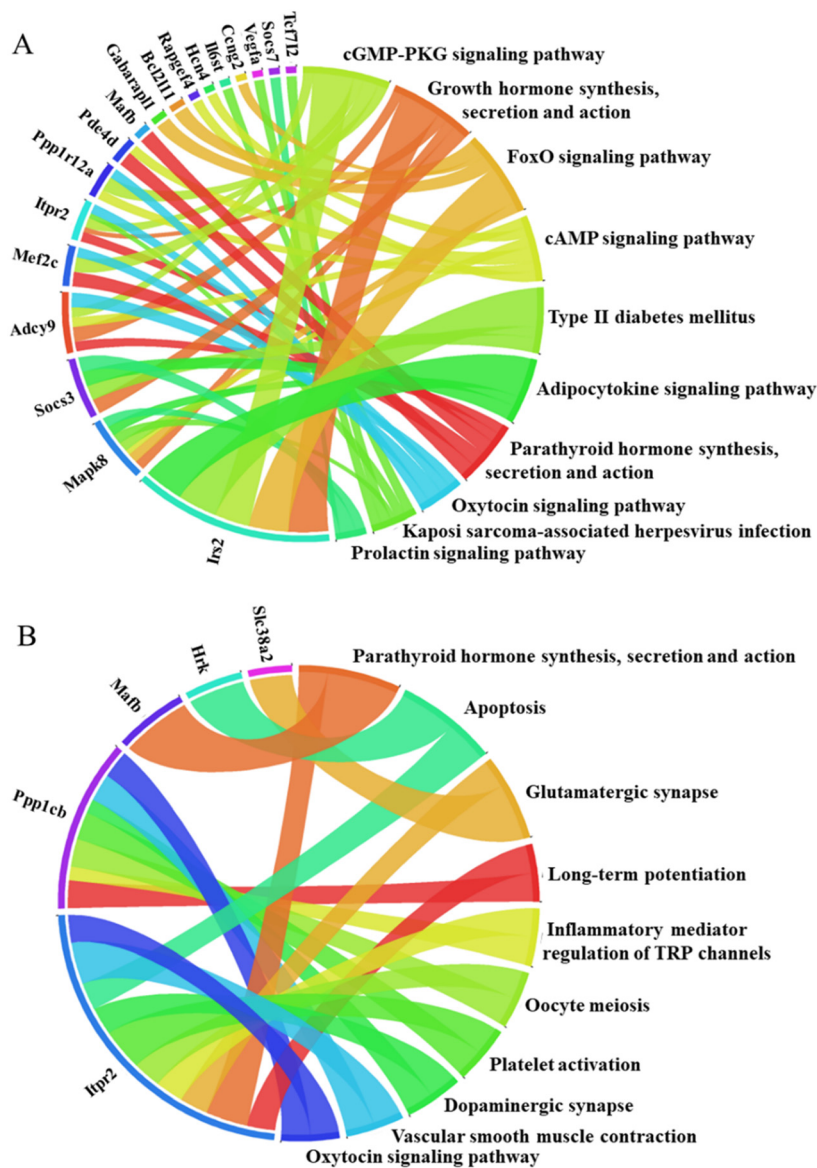 A
Tcf7l2
Socs7
Vegfa
Ccng2
Il6st
Hcn4
Rapgef4
Bcl2l11
Gabarapl1
Mafb
Pde4d
Ppp1r12a
Itpr2
Mef2c
Adcy9
Socs3
Mapk8
Irs2
cGMP-PKG signaling pathway
Growth hormone synthesis,
secretion and action
FoxO signaling pathway
cAMP signaling pathway
Type II diabetes mellitus
Adipocytokine signaling pathway
Parathyroid hormone synthesis,
secretion and action
Oxytocin signaling pathway
Kaposi sarcoma-associated herpesvirus infection
Prolactin signaling pathway
B
Slc38a2
Hrk
Mafb
Ppp1cb
Itpr2
Parathyroid hormone synthesis, secretion and action
Apoptosis
Glutamatergic synapse
Long-term potentiation
Inflammatory mediator
regulation of TRP channels
Oocyte meiosis
Platelet activation
Dopaminergic synapse
Vascular smooth muscle contraction
Oxytocin signaling pathway